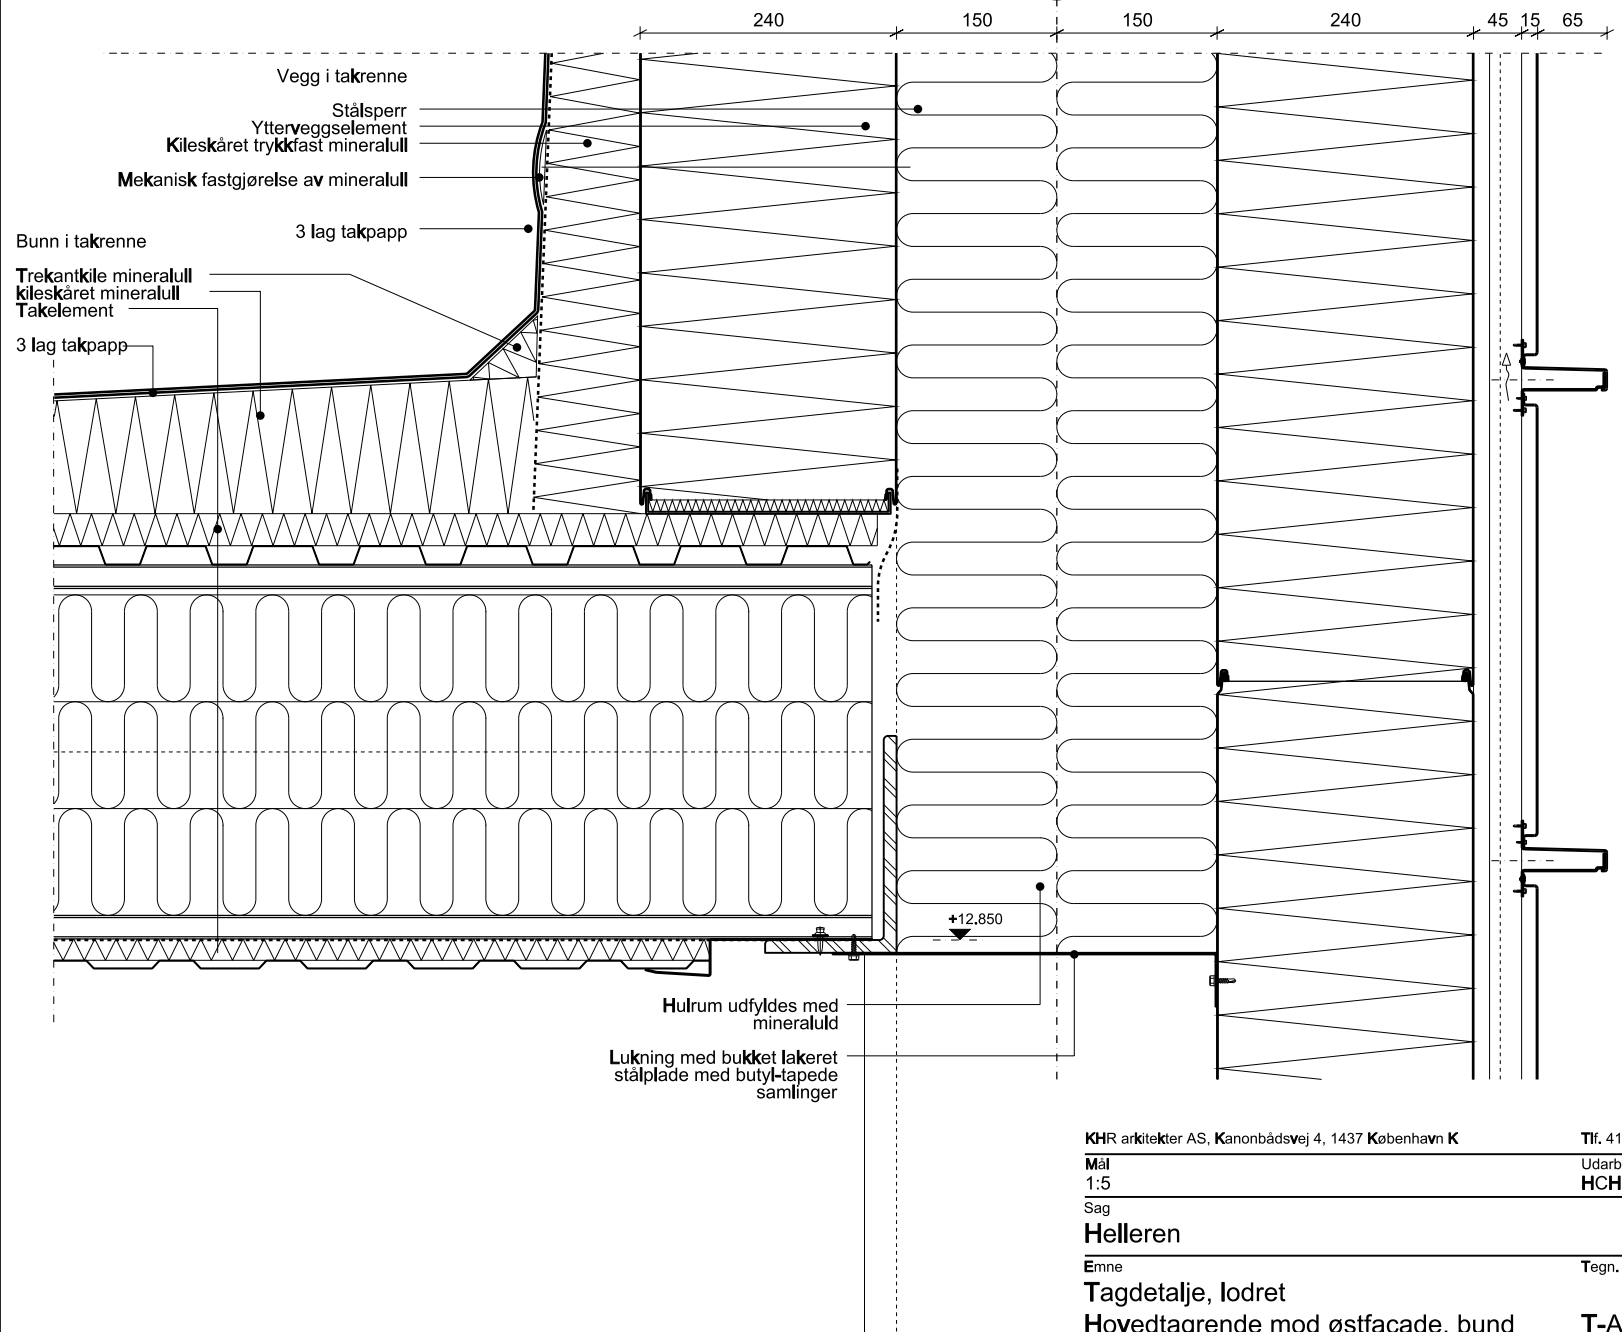 240 150 150 240 45 15 65
Vegg i takrenne
Stålsperr
Ytterveggselement
Kileskåret trykkfast mineralull
Mekanisk fastgjørelse av mineralull
3 lag takpapp
Bunn i takrenne
Trekantkile mineralull
kileskåret mineralull
Takelement
3 lag takpapp
+12.850
Hulrum udfyldes med
mineraluld
Lukning med bukket lakeret
stålplade med butyl-tapede
samlinger
KHR arkitekter AS, Kanonbådsvej 4, 1437 København K Tlf. 41
Mål Udarb
1:5 HCH
Sag
Helleren
Emne Tegn.
Tagdetalje, lodret
Hovedtagrende mod østfacade, bund T-A